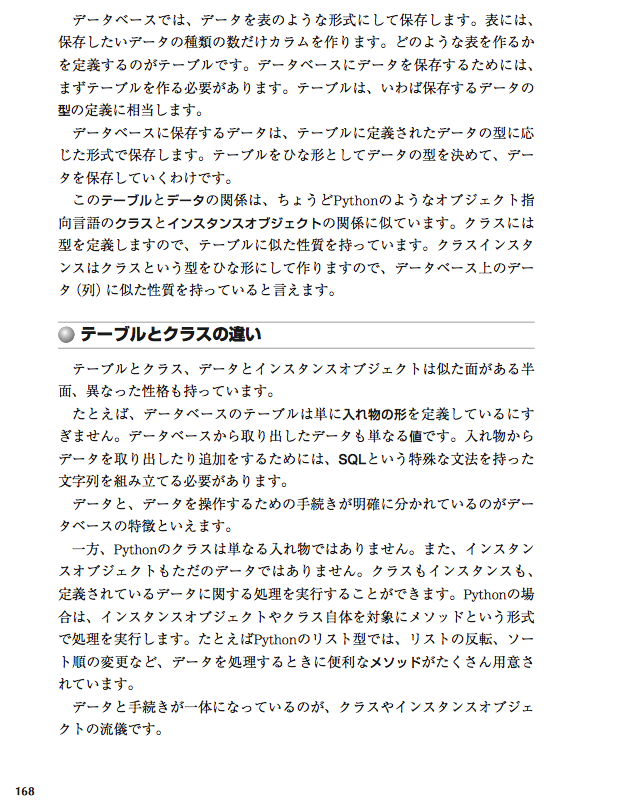 データベースでは、データを表のような形式にして保存します。表には、
保存したいデータの種類の数だけカラムを作ります。どのような表を作るか
を定義するのがテーブルです。データベースにデータを保存するためには、
まずテーブルを作る必要があります。テーブルは、いわば保存するデータの
型の定義に相当します。
データベースに保存するデータは、テーブルに定義されたデータの型に応
じた形式で保存します。テーブルをひな形としてデータの型を決めて、デー
タを保存していくわけです。
このテーブルとデータの関係は、ちょうどPythonのようなオブジェクト指
向言語のクラスとインスタンスオブジェクトの関係に似ています。クラスには
型を定義しますので、テーブルに似た性質を持っています。クラスインスタ
ンスはクラスという型をひな形にして作りますので、データベース上のデー
タ（列）に似た性質を持っていると言えます。
テーブルとクラスの違い
テーブルとクラス、データとインスタンスオブジェクトは似た面がある半
面、異なった性格も持っています。
たとえば、データベースのテーブルは単に入れ物の形を定義しているにす
ぎません。データベースから取り出したデータも単なる値です。入れ物から
データを取り出したり追加をするためには、SQLという特殊な文法を持った
文字列を組み立てる必要があります。
データと、データを操作するための手続きが明確に分かれているのがデー
タベースの特徴といえます。
一方、Pythonのクラスは単なる入れ物ではありません。また、インスタン
スオブジェクトもただのデータではありません。クラスもインスタンスも、
定義されているデータに関する処理を実行することができます。Pythonの場
合は、インスタンスオブジェクトやクラス自体を対象にメソッドという形式
で処理を実行します。たとえばPythonのリスト型では、リストの反転、ソー
ト順の変更など、データを処理するときに便利なメソッドがたくさん用意さ
れています。
データと手続きが一体になっているのが、クラスやインスタンスオブジェ
クトの流儀です。
168